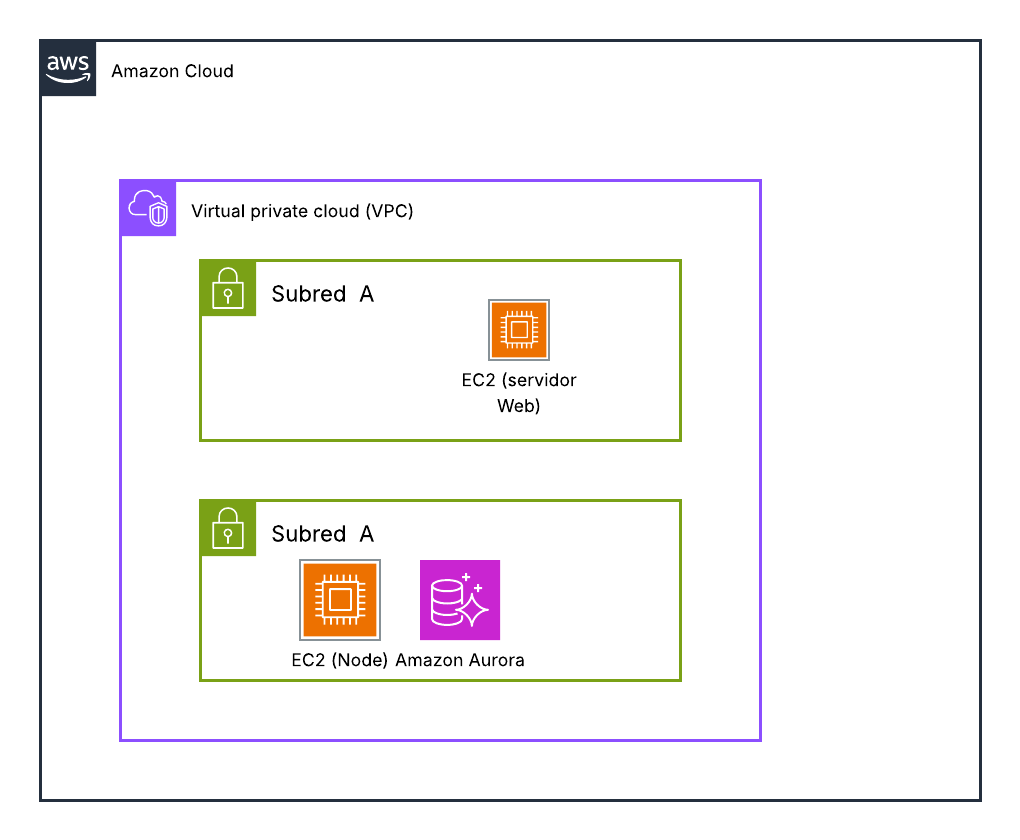 aws
Amazon Cloud
Virtual private cloud (VPC)
Subred A
EC2 (servidor
Web)
Subred A
EC2 (Node) Amazon Aurora